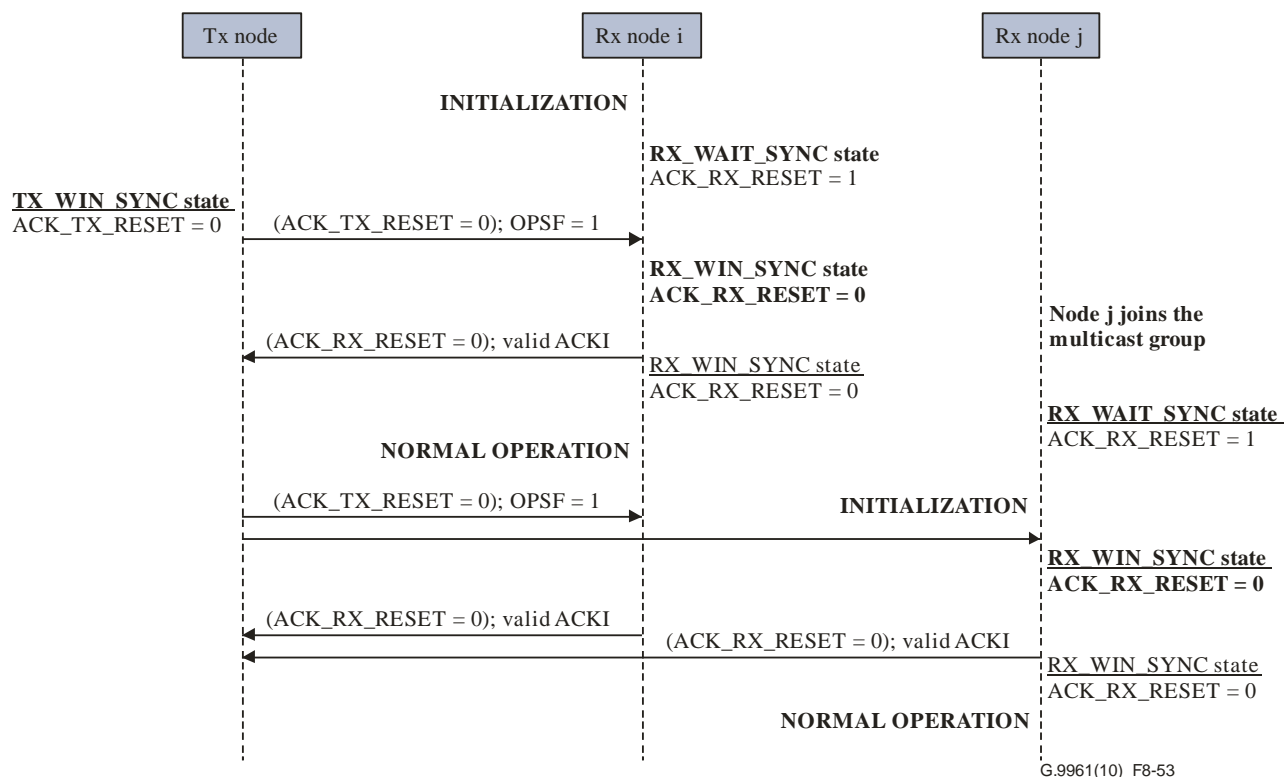 Tx node
Rx node i
Rx node j
INITIALIZATION
RX_WAIT_SYNC state
ACK_RX_RESET = 1
TX_WIN_SYNC state
ACK_TX_RESET = 0
(ACK_TX_RESET = 0); OPSF = 1
RX_WIN_SYNC state
ACK_RX_RESET = 0
Node j joins the
multicast group
(ACK_RX_RESET = 0); valid ACKI
RX_WIN_SYNC state
ACK_RX_RESET = 0
RX_WAIT_SYNC state
ACK_RX_RESET = 1
NORMAL OPERATION
(ACK_TX_RESET = 0); OPSF = 1
INITIALIZATION
RX_WIN_SYNC state
ACK_RX_RESET = 0
(ACK_RX_RESET = 0); valid ACKI
(ACK_RX_RESET = 0); valid ACKI
RX_WIN_SYNC state
ACK_RX_RESET = 0
NORMAL OPERATION
G.9961(10)_F8-53